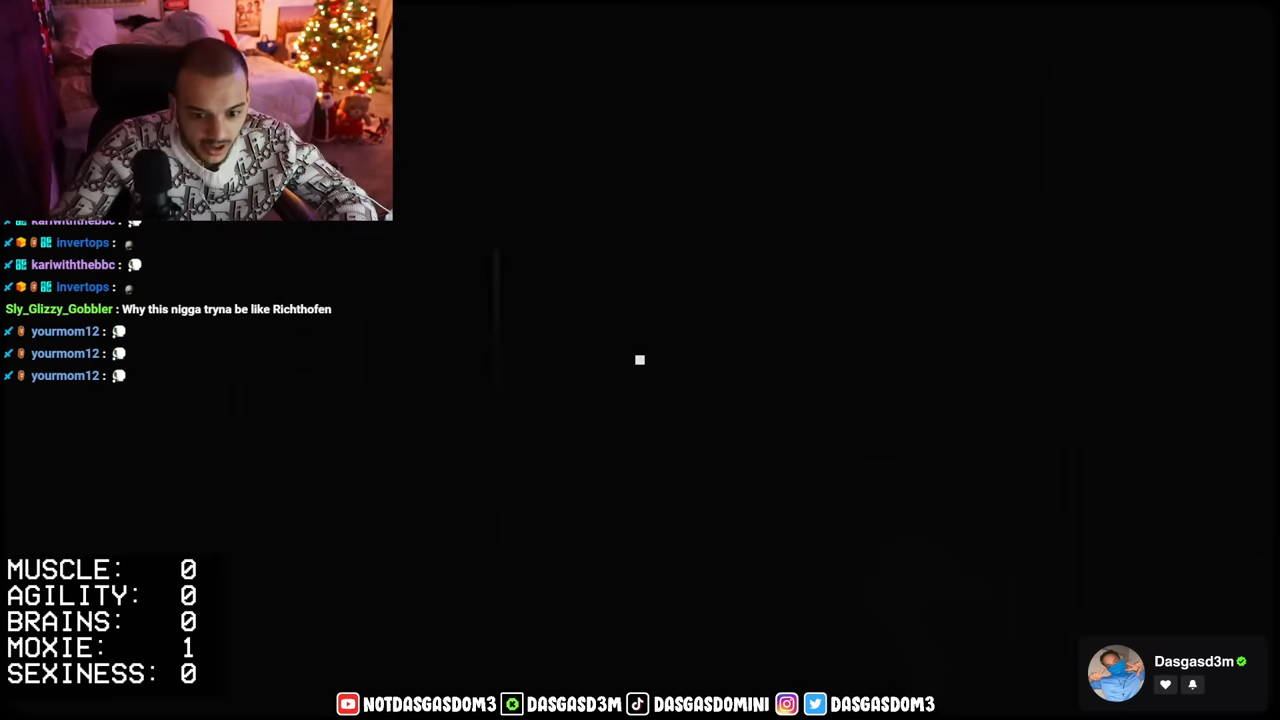 kariwiththebbc :
invertops :
kariwiththebbc :
invertops :
Sly_Glizzy_Gobbler : Why this nigga tryna be like Richthofen
yourmom12 :
yourmom12 :
yourmom12 :
MUSCLE: 0
AGILITY: 0
BRAINS: 0
MOXIE: 1
SEXINESS: 0
Dasgasd3m
NOTDASGASDOM3 DASGASD3M DASGASDOMINI DASGASDOM3